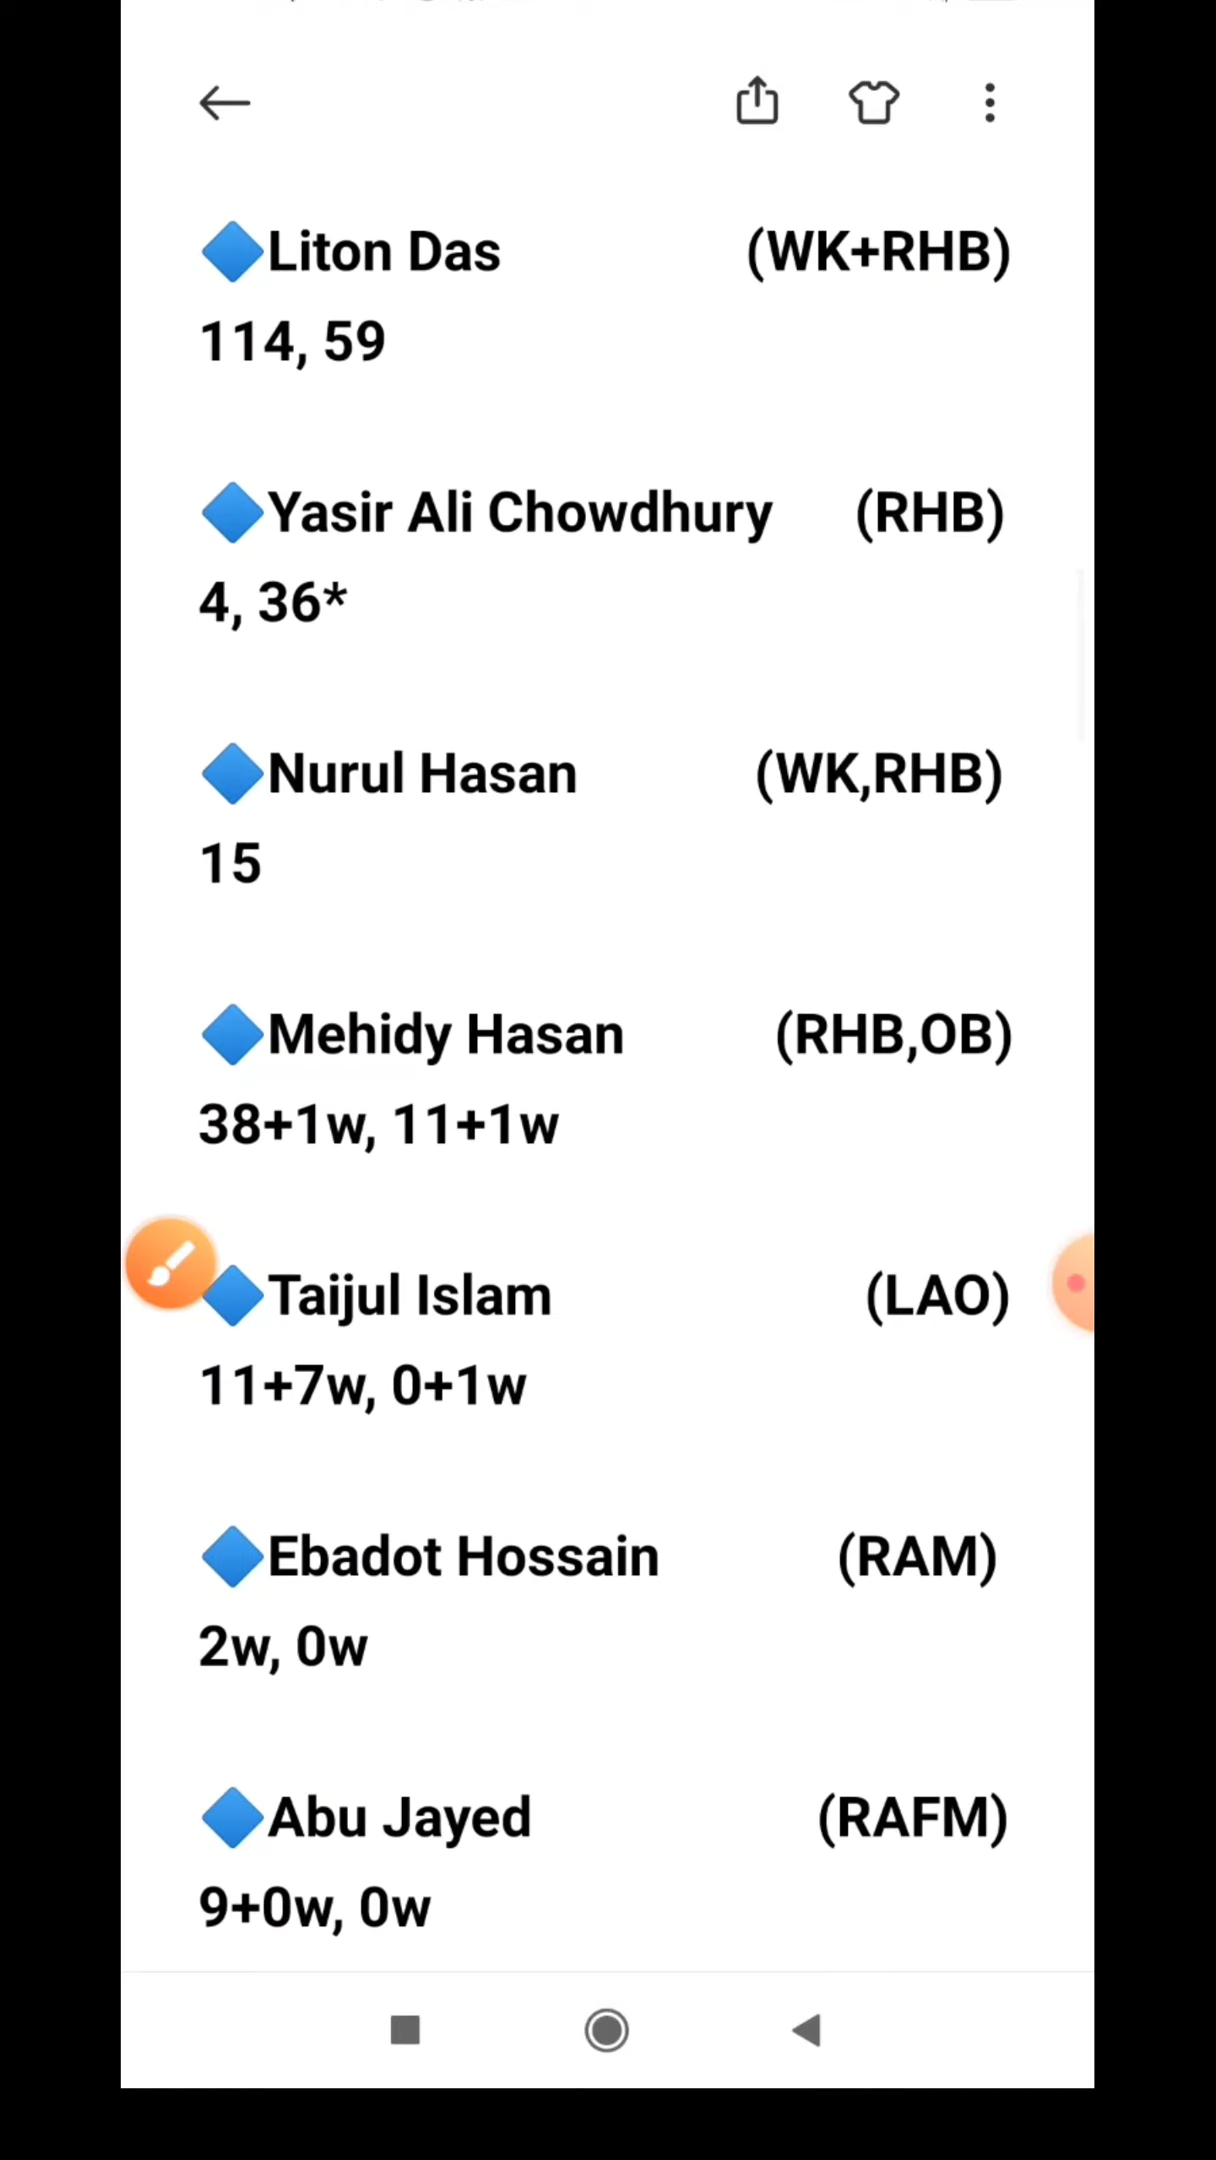 🔷Liton Das (WK+RHB)
114, 59
🔷Yasir Ali Chowdhury (RHB)
4, 36*
🔷Nurul Hasan (WK,RHB)
15
🔷Mehidy Hasan (RHB,OB)
38+1w, 11+1w
🔷Taijul Islam (LAO)
11+7w, 0+1w
🔷Ebadot Hossain (RAM)
2w, 0w
🔷Abu Jayed (RAFM)
9+0w, 0w